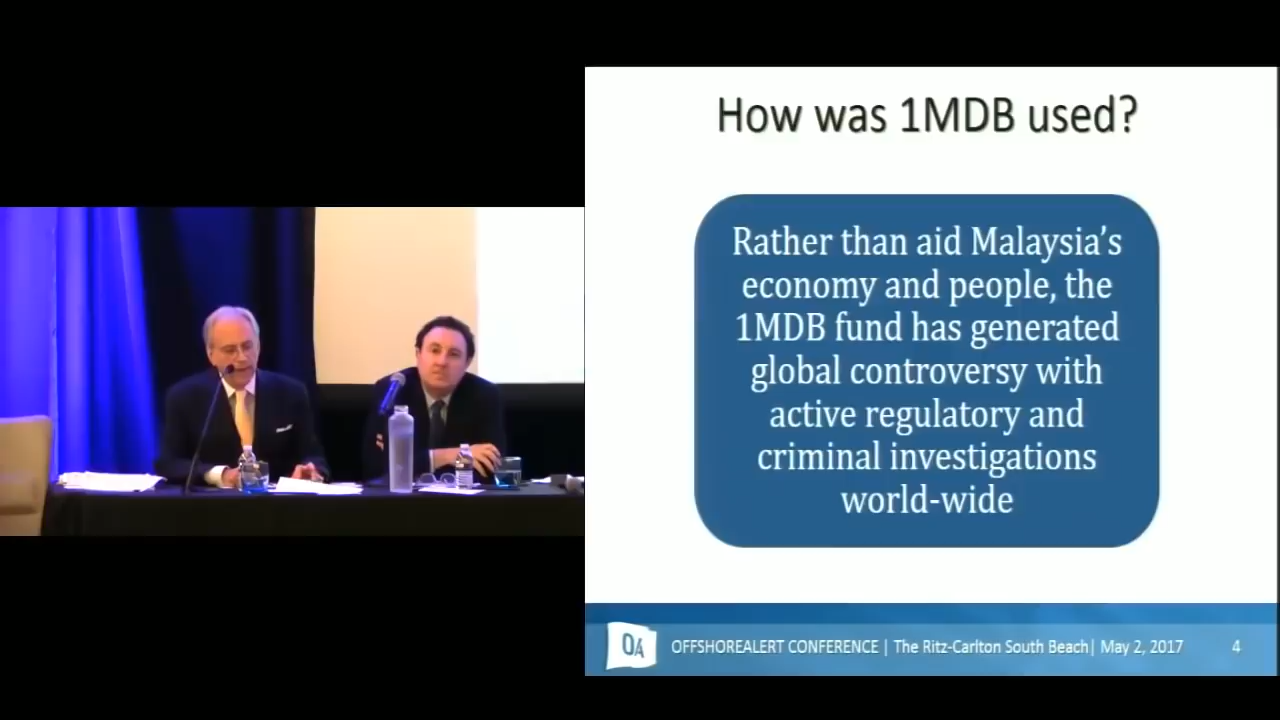 How was 1MDB used?
Rather than aid Malaysia’s
economy and people, the
1MDB fund has generated
global controversy with
active regulatory and
criminal investigations
world-wide
OA
OFFSHOREALERT CONFERENCE | The Ritz-Carlton South Beach| May 2, 2017
4